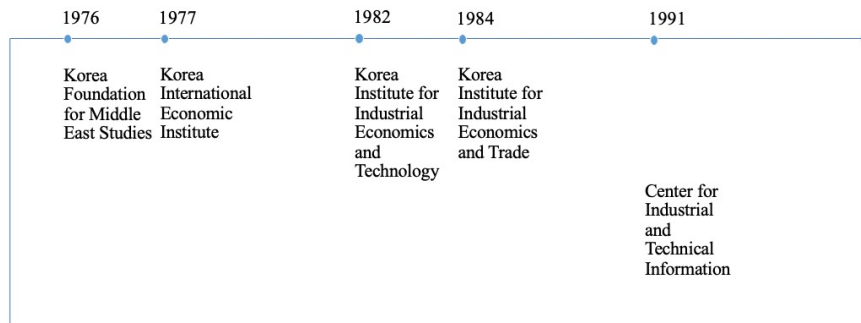 1976 1977 1982 1984 1991
Korea
Foundation
for Middle
East Studies
Korea
International
Economic
Institute
Korea
Institute for
Industrial
Economics
and
Technology
Korea
Institute for
Industrial
Economics
and Trade
Center for
Industrial
and
Technical
Information